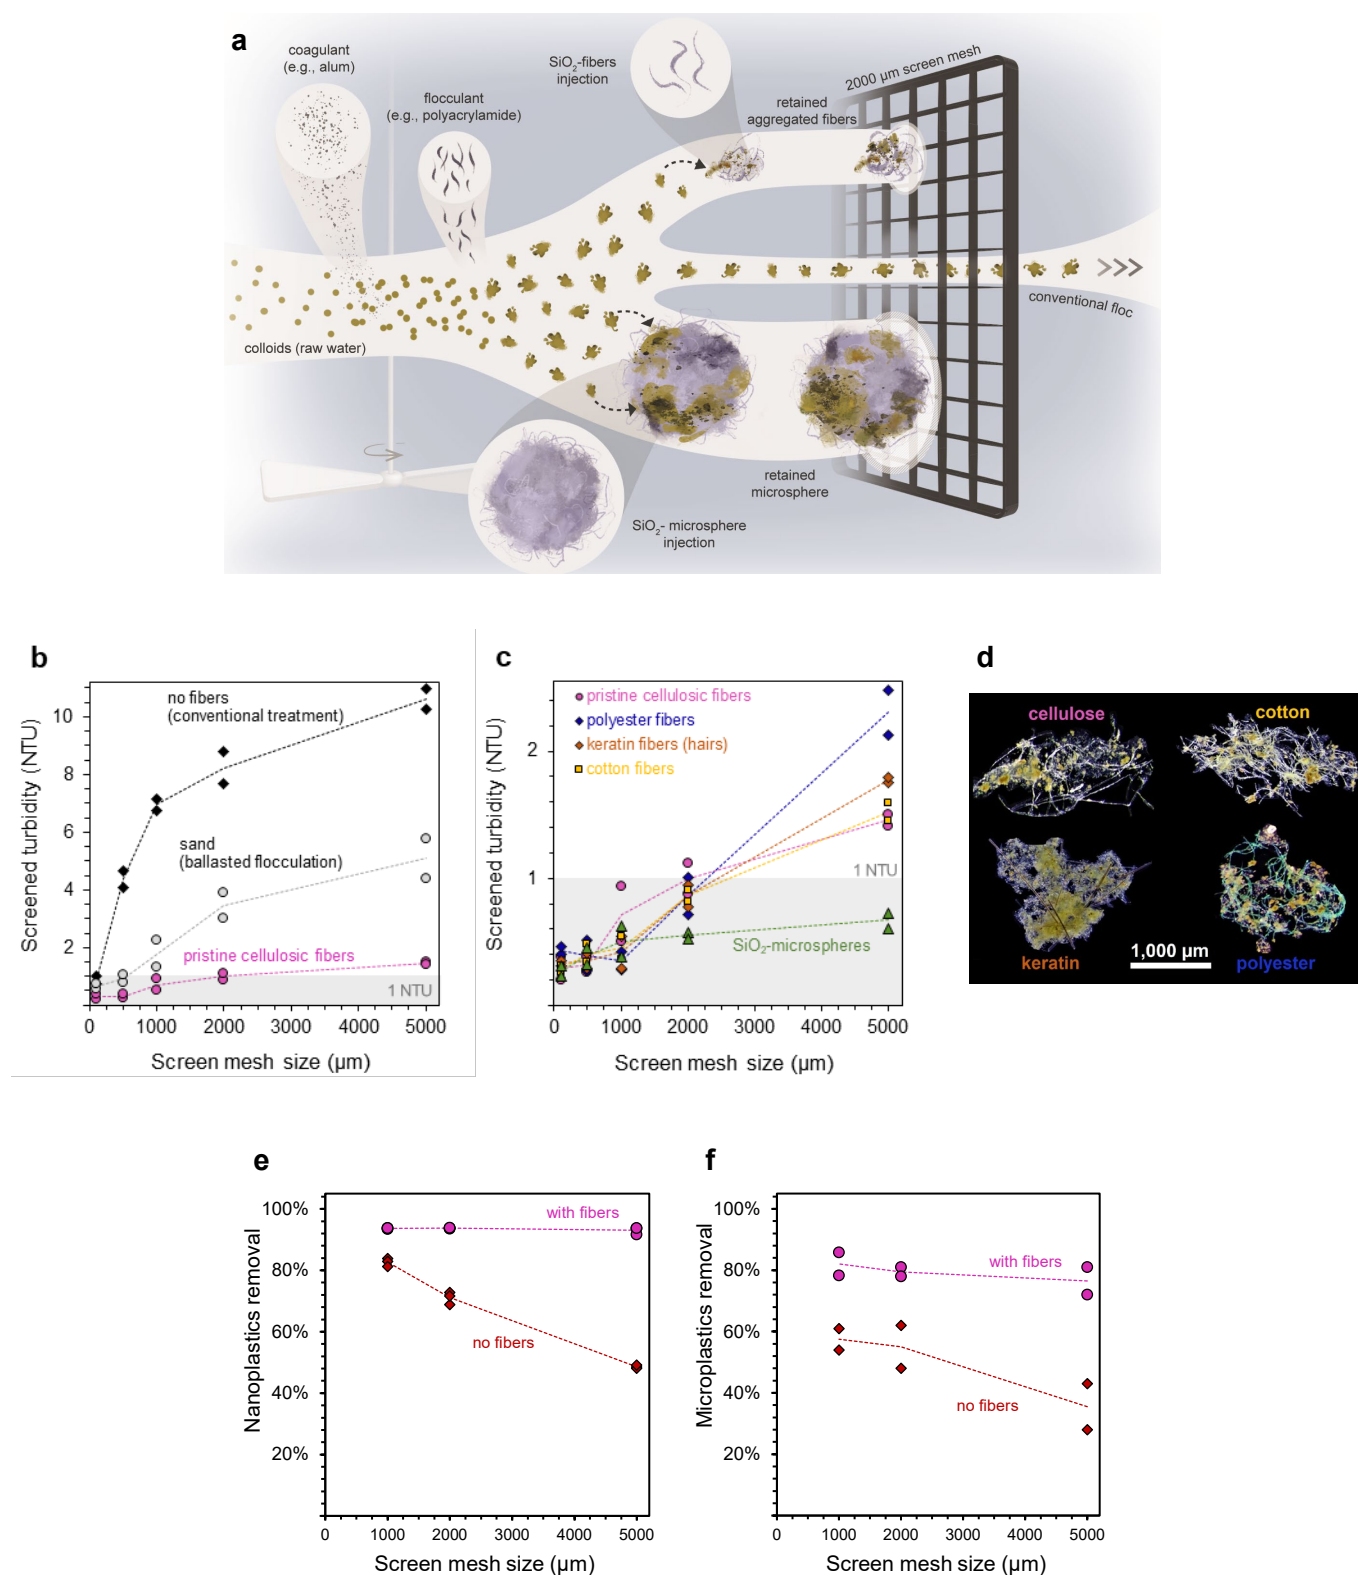 a
coagulant
(e.g., alum)
flocculant
(e.g., polyacrylamide)
SiO₂-fibers
injection
retained
aggregated fibers
2000 µm screen mesh
colloids (raw water)
conventional floc
retained
microsphere
SiO₂- microsphere
injection
b
Screened turbidity (NTU)
10
8
6
4
2
no fibers
(conventional treatment)
sand
(ballasted flocculation)
pristine cellulosic fibers
1 NTU
0 1000 2000 3000 4000 5000
Screen mesh size (µm)
c
Screened turbidity (NTU)
2
1
pristine cellulosic fibers
polyester fibers
keratin fibers (hairs)
cotton fibers
1 NTU
SiO₂-microspheres
0 1000 2000 3000 4000 5000
Screen mesh size (µm)
d
cellulose
cotton
keratin
1,000 µm
polyester
e
Nanoplastics removal
100%
80%
60%
40%
20%
with fibers
no fibers
0 1000 2000 3000 4000 5000
Screen mesh size (µm)
f
Microplastics removal
100%
80%
60%
40%
20%
with fibers
no fibers
0 1000 2000 3000 4000 5000
Screen mesh size (µm)